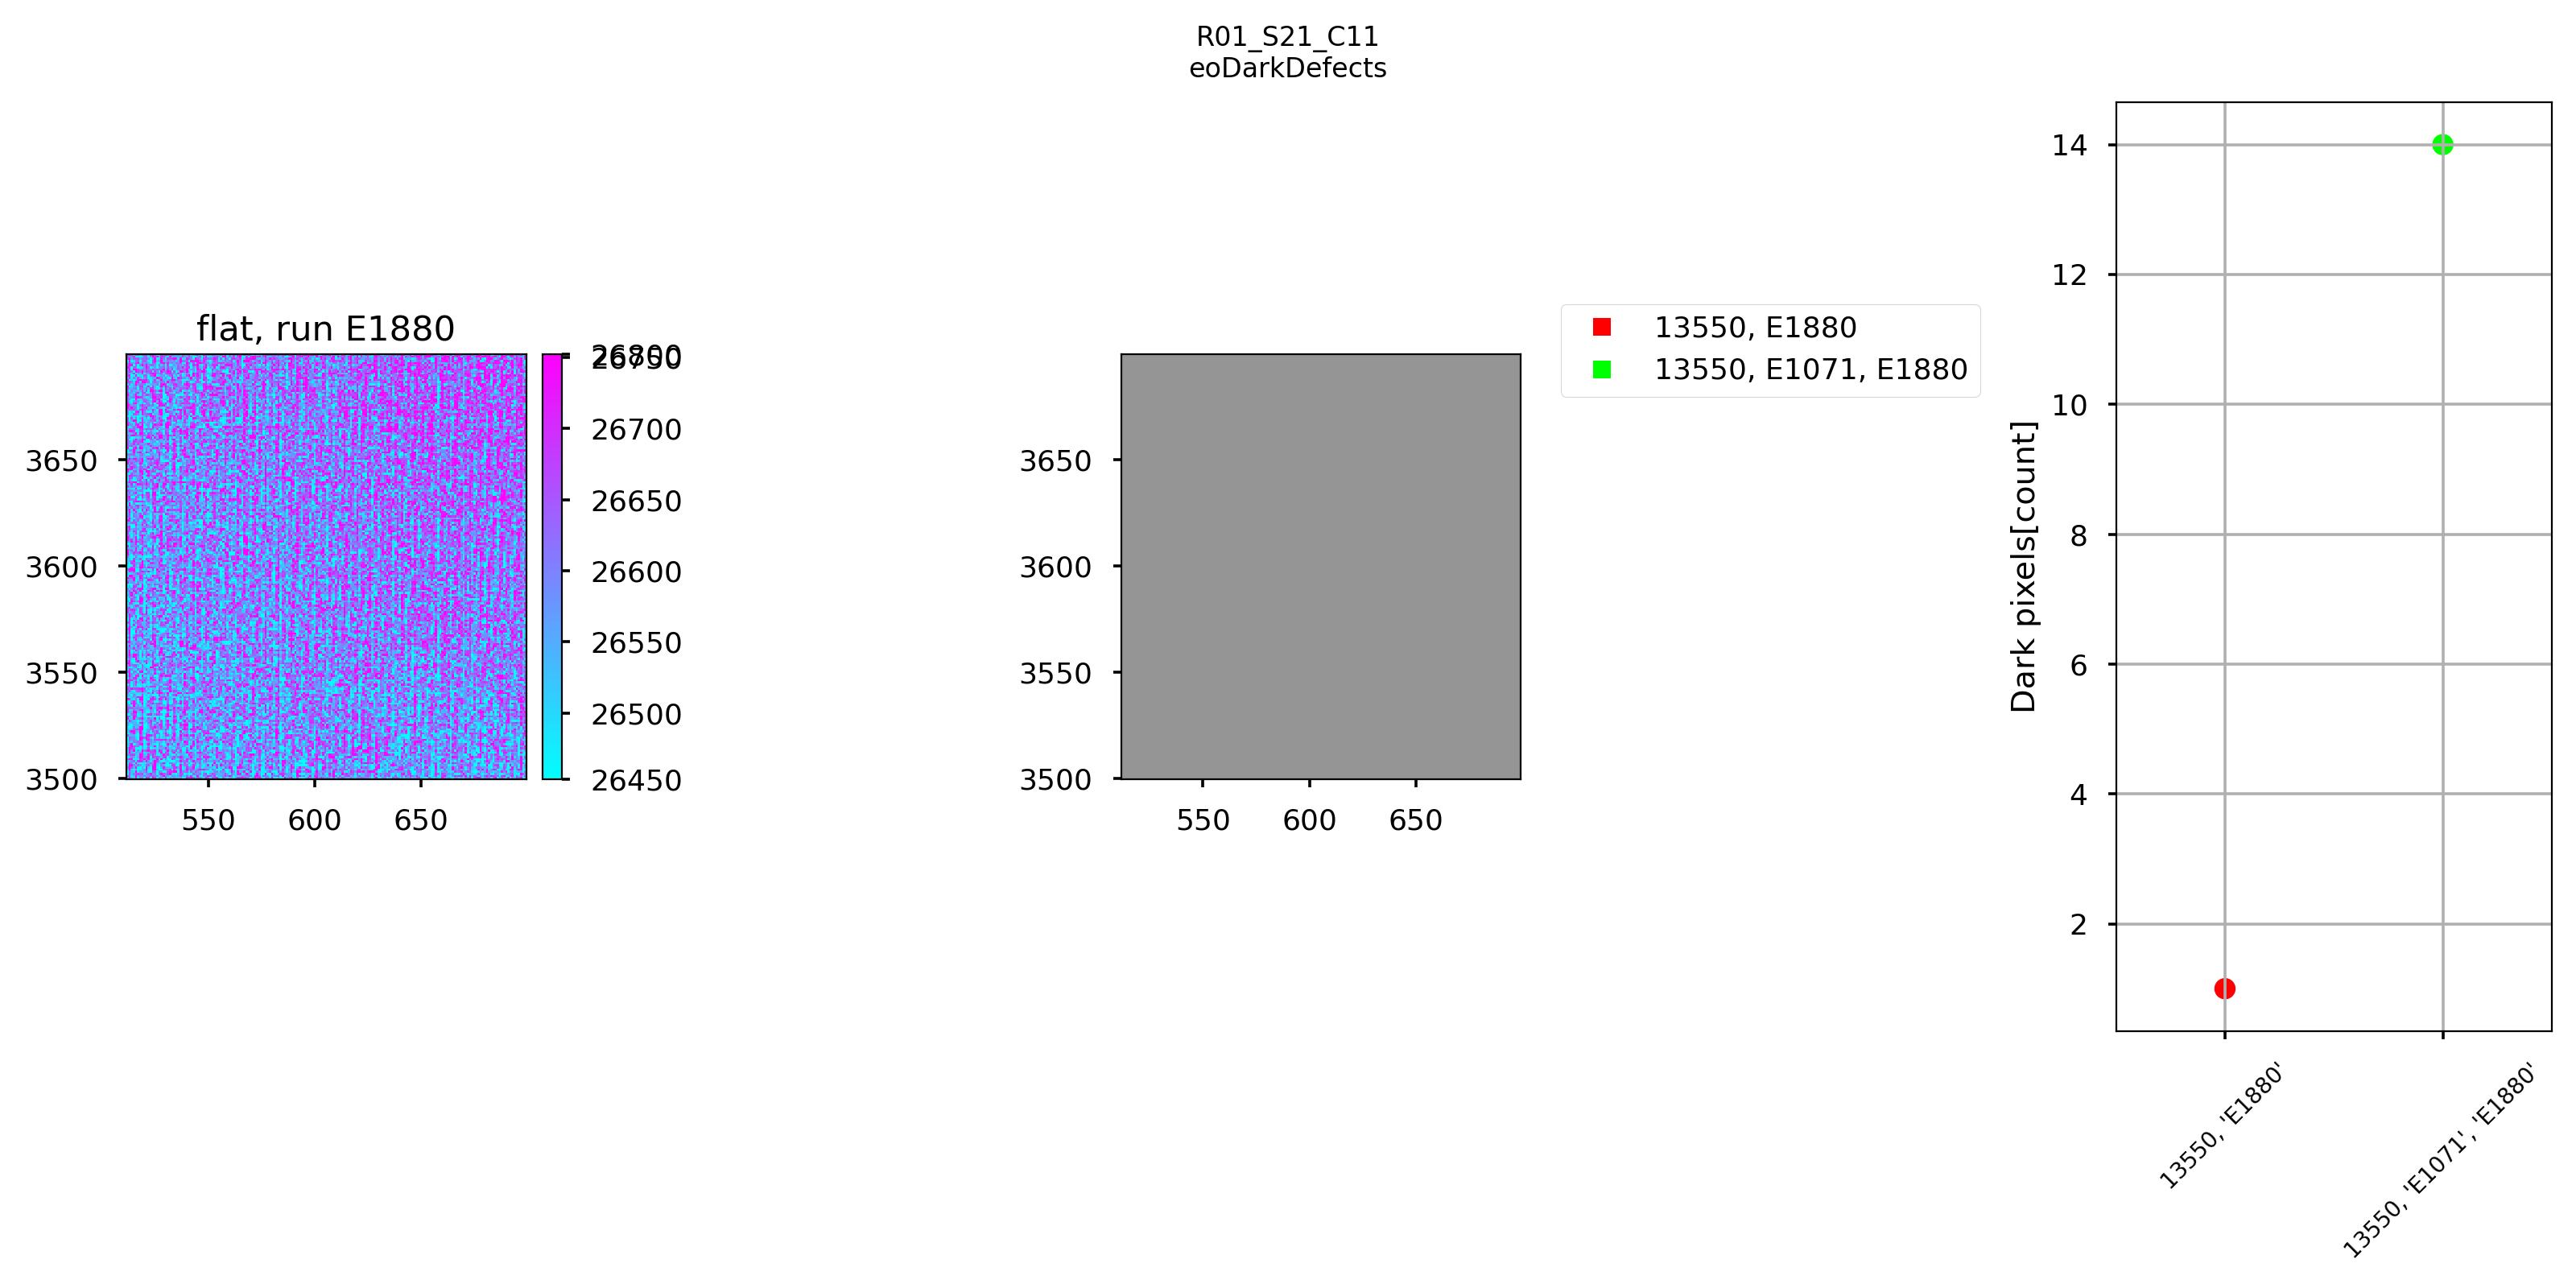 R01_S21_C11
eoDarkDefects
flat, run E1880
3650
3600
3550
3500
550 600 650
26800
26750
26700
26650
26600
26550
26500
26450
3650
3600
3550
3500
550 600 650
13550, E1880
13550, E1071, E1880
Dark pixels[count]
14
12
10
8
6
4
2
13550, 'E1880'
13550, 'E1071', 'E1880'